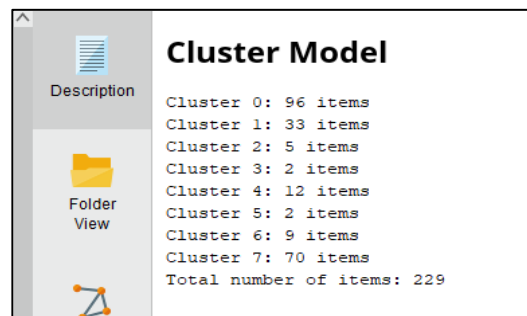 Description
Folder
View
Cluster Model
Cluster 0: 96 items
Cluster 1: 33 items
Cluster 2: 5 items
Cluster 3: 2 items
Cluster 4: 12 items
Cluster 5: 2 items
Cluster 6: 9 items
Cluster 7: 70 items
Total number of items: 229